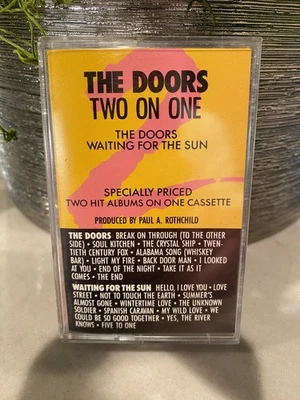 THE DOORS
TWO ON ONE
THE DOORS
WAITING FOR THE SUN
SPECIALLY PRICED
TWO HIT ALBUMS ON ONE CASSETTE
PRODUCED BY PAUL A. ROTHCHILD
THE DOORS BREAK ON THROUGH (TO THE OTHER
SIDE) • SOUL KITCHEN • THE CRYSTAL SHIP • TWEN-
TIETH CENTURY FOX • ALABAMA SONG (WHISKEY
BAR) • LIGHT MY FIRE • BACK DOOR MAN • I LOOKED
AT YOU • END OF THE NIGHT • TAKE IT AS IT
COMES • THE END
WAITING FOR THE SUN HELLO, I LOVE YOU • LOVE
STREET • NOT TO TOUCH THE EARTH • SUMMER'S
ALMOST GONE • WINTERTIME LOVE • THE UNKNOWN
SOLDIER • SPANISH CARAVAN • MY WILD LOVE • WE
COULD BE SO GOOD TOGETHER • YES, THE RIVER
KNOWS • FIVE TO ONE